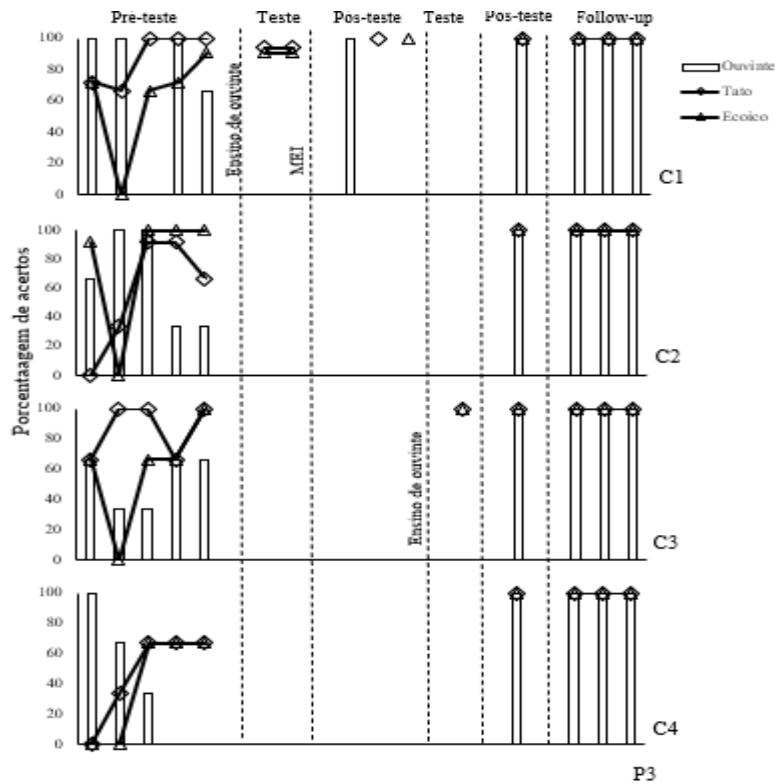 Pré-teste Teste Pós-teste Teste Pós-teste Follow-up
100
80
60
40
20
0
Ensino de ouvinte
MEI
Ouvinte
Tato
Ecoico
C1
Porcentaagem de acertos
100
80
60
40
20
0
C2
100
80
60
40
20
0
Ensino de ouvinte
C3
100
80
60
40
20
0
C4
P3